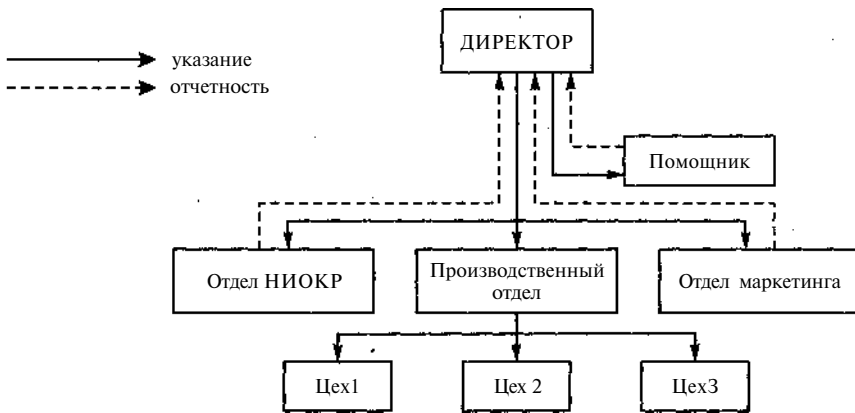 ДИРЕКТОР
указание
отчетность
Помощник
Отдел НИОКР
Производственный
отдел
Отдел маркетинга
Цех1
Цех 2
Цех3